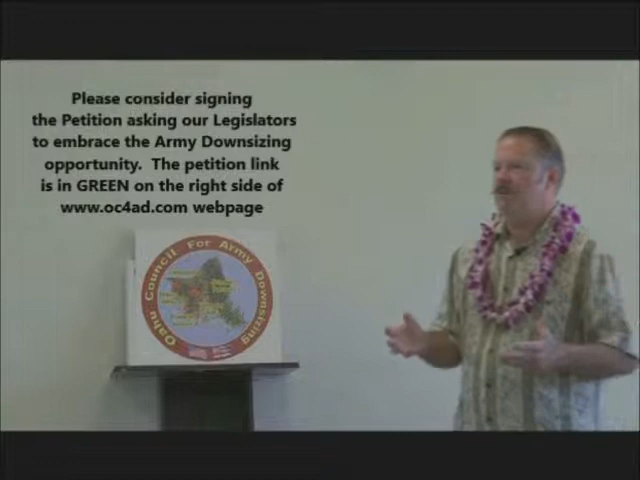 Please consider signing
the Petition asking our Legislators
to embrace the Army Downsizing
opportunity. The petition link
is in GREEN on the right side of
www.oc4ad.com webpage
Oahu Council For Army Downsizing